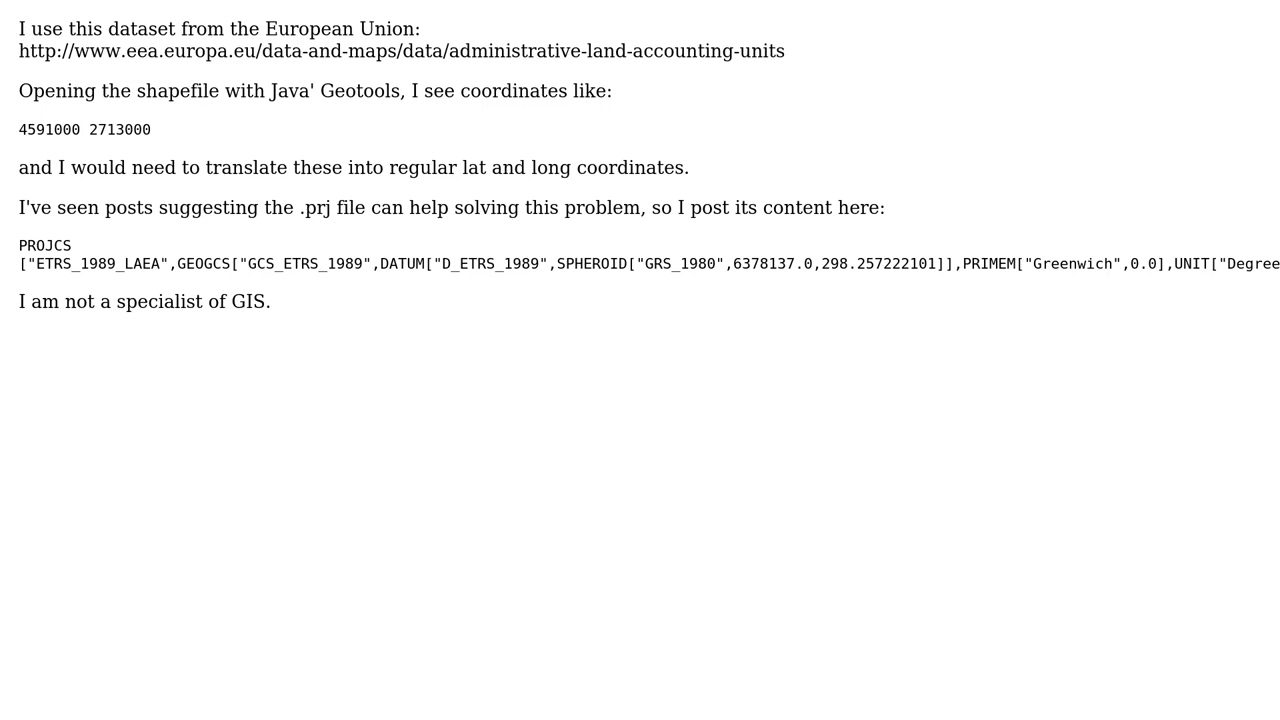 I use this dataset from the European Union:
http://www.eea.europa.eu/data-and-maps/data/administrative-land-accounting-units
Opening the shapefile with Java' Geotools, I see coordinates like:
4591000 2713000
and I would need to translate these into regular lat and long coordinates.
I've seen posts suggesting the .prj file can help solving this problem, so I post its content here:
PROJCS
["ETRS_1989_LAEA",GEOGCS["GCS_ETRS_1989",DATUM["D_ETRS_1989",SPHEROID["GRS_1980",6378137.0,298.257222101]],PRIMEM["Greenwich",0.0],UNIT["Degree
I am not a specialist of GIS.